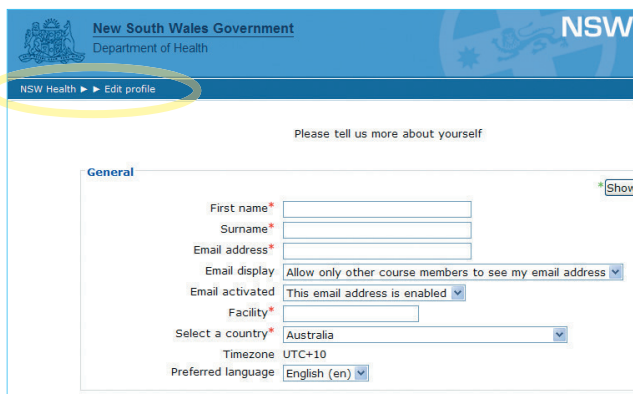 New South Wales Government
Department of Health
NSW
NSW Health ► ► Edit profile
Please tell us more about yourself
General
*Show
First name*
Surname*
Email address*
Email display Allow only other course members to see my email address
Email activated This email address is enabled
Facility*
Select a country* Australia
Timezone UTC+10
Preferred language English (en)